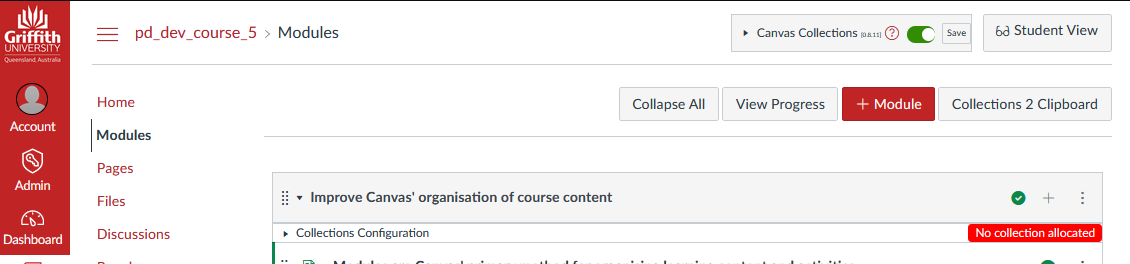 Griffith
UNIVERSITY
Queensland, Australia
Account
Admin
Dashboard
pd_dev_course_5 > Modules
Canvas Collections [0.8.11] ? Save
Student View
Home
Modules
Pages
Files
Discussions
Collapse All
View Progress
+ Module
Collections 2 Clipboard
Improve Canvas' organisation of course content
Collections Configuration
No collection allocated